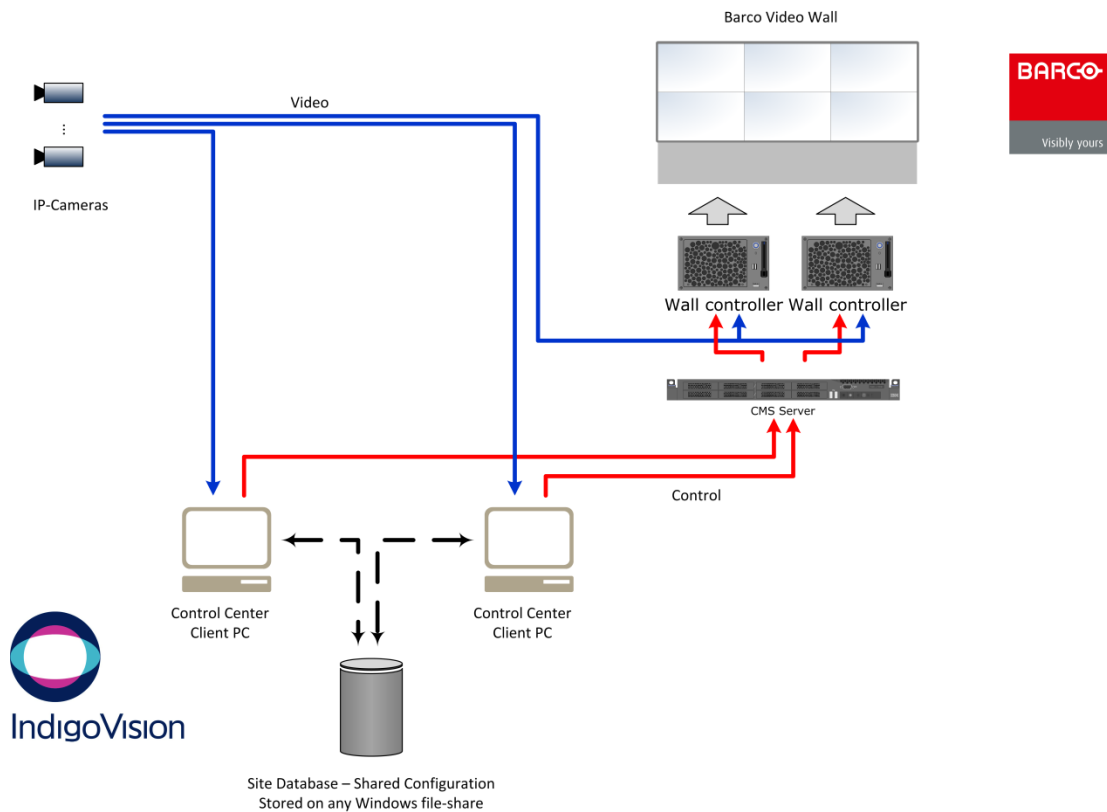 Barco Video Wall
BARCO
Visibly yours
Video
IP-Cameras
Wall controller
Wall controller
CMS Server
Control
Control Center
Client PC
Control Center
Client PC
IndigoVision
Site Database – Shared Configuration
Stored on any Windows file-share